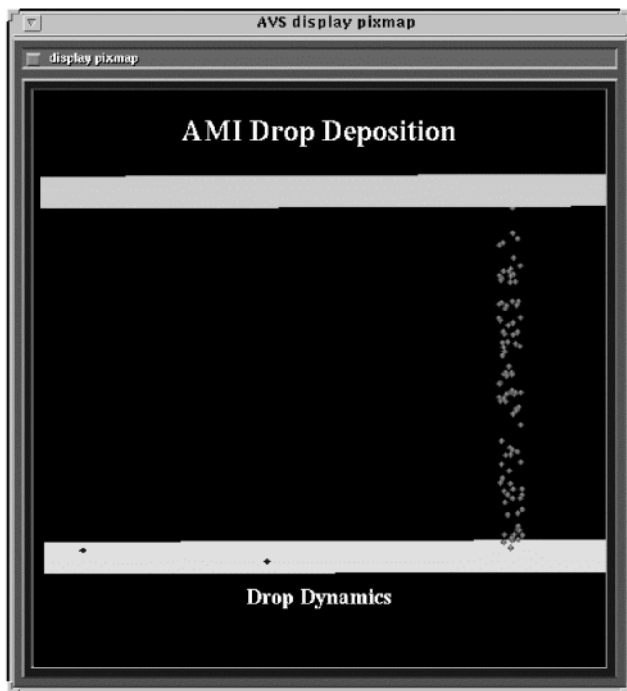 AVS display pixmap
display pixmap
AMI Drop Deposition
Drop Dynamics